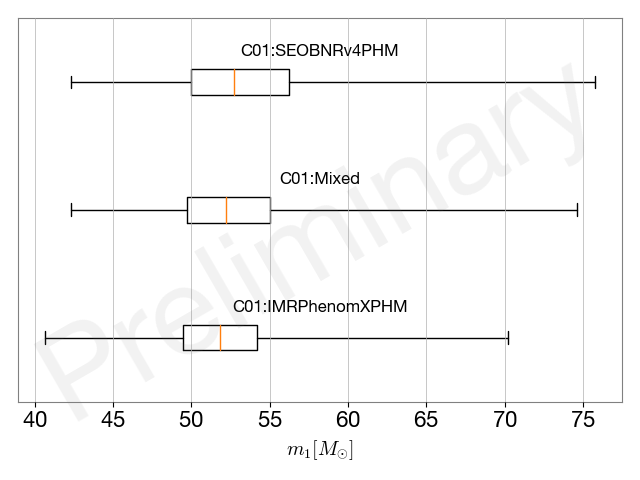 C01:SEOBNRv4PHM
C01:Mixed
C01:IMRPhenomXPHM
Preliminary
40 45 50 55 60 65 70 75
m₁[M☉]